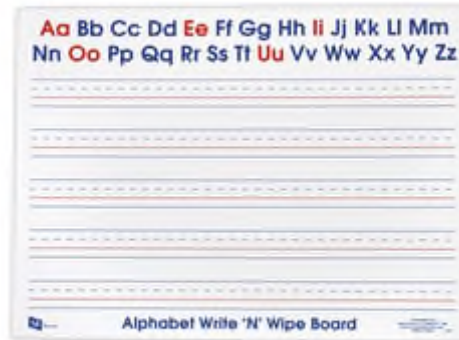 Aa Bb Cc Dd Ee Ff Gg Hh Ii Jj Kk Ll Mm
Nn Oo Pp Qq Rr Ss Tt Uu Vv Ww Xx Yy Zz
Alphabet Write 'N' Wipe Board